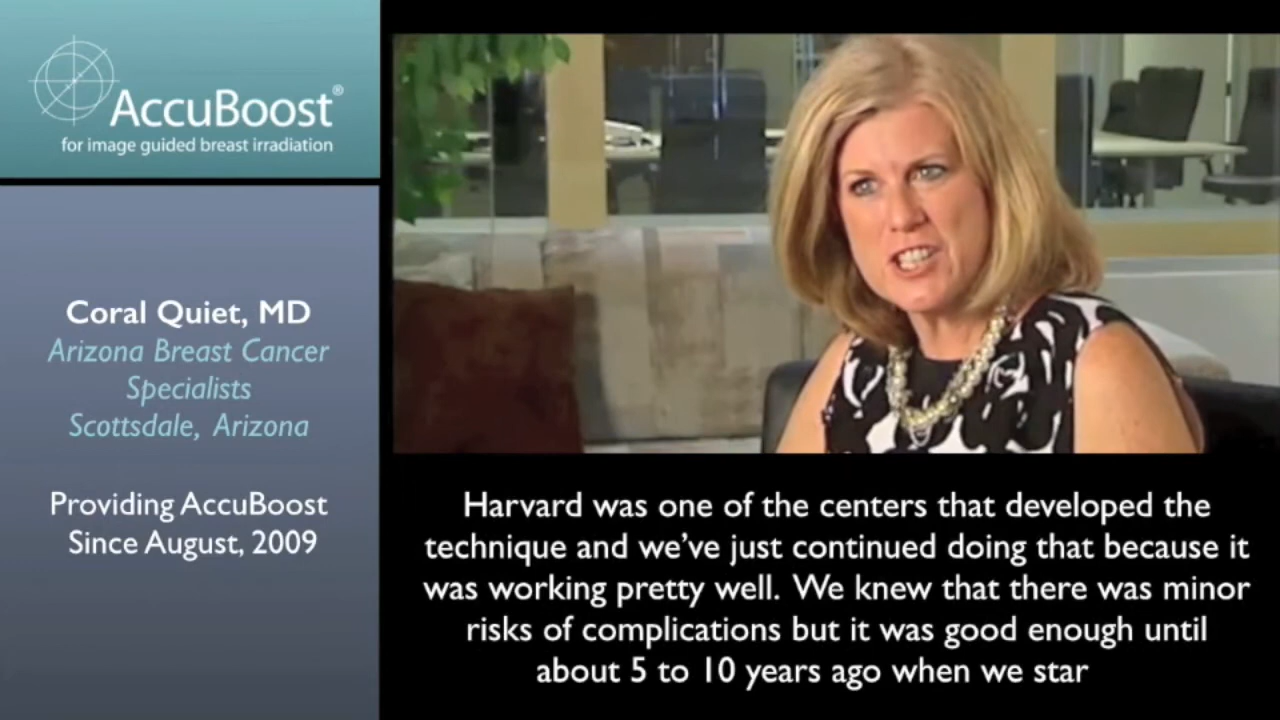 AccuBoost®
for image guided breast irradiation
Coral Quiet, MD
Arizona Breast Cancer
Specialists
Scottsdale, Arizona
Providing AccuBoost
Since August, 2009
Harvard was one of the centers that developed the
technique and we've just continued doing that because it
was working pretty well. We knew that there was minor
risks of complications but it was good enough until
about 5 to 10 years ago when we star